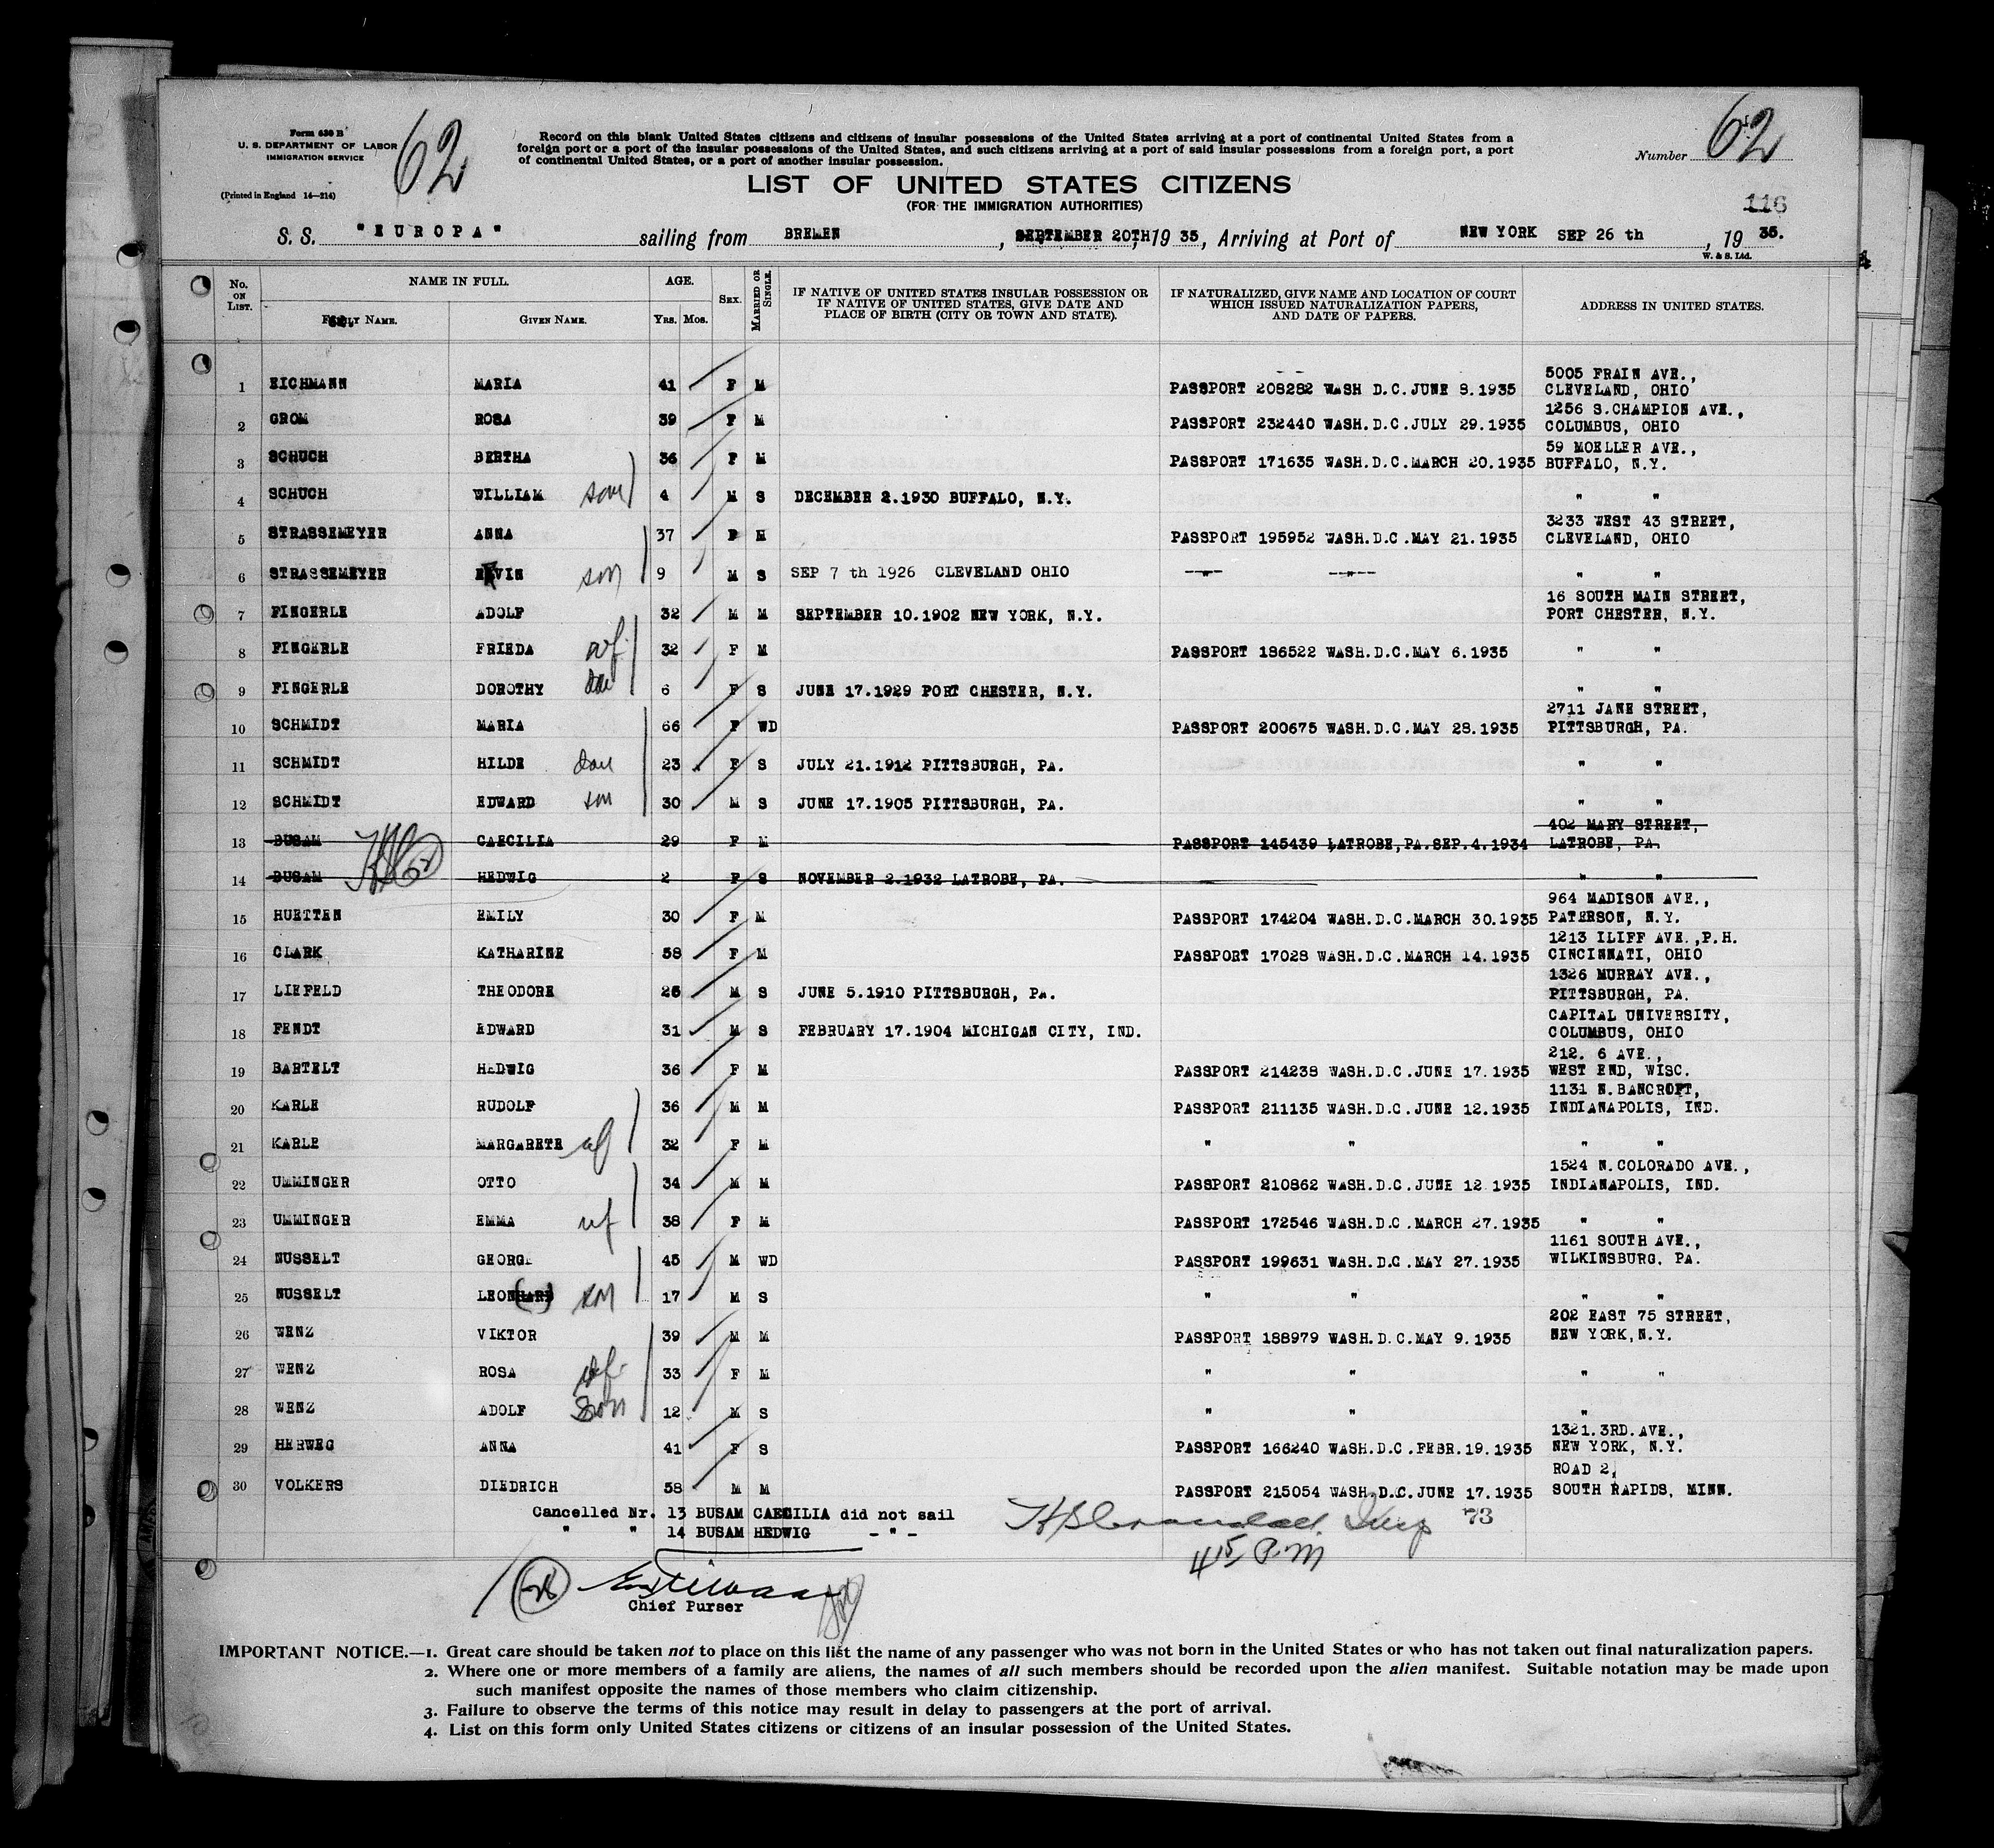 Form 630 B
U. S. DEPARTMENT OF LABOR
IMMIGRATION SERVICE
(Printed in England 14—214)
62
Record on this blank United States citizens and citizens of insular possessions of the United States arriving at a port of continental United States from a
foreign port or a port of the insular possessions of the United States, and such citizens arriving at a port of said insular possessions from a foreign port, a port
of continental United States, or a port of another insular possession.
Number 62
LIST OF UNITED STATES CITIZENS
(FOR THE IMMIGRATION AUTHORITIES)
116
S. S. "EUROPA" sailing from BREMEN, SEPTEMBER 20TH, 1935, Arriving at Port of NEW YORK SEP 26 th, 1935.
W. & S. Ltd.
No. ON LIST. NAME IN FULL. AGE. SEX. MARRIED OR SINGLE. IF NATIVE OF UNITED STATES INSULAR POSSESSION OR IF NATIVE OF UNITED STATES, GIVE DATE AND PLACE OF BIRTH (CITY OR TOWN AND STATE). IF NATURALIZED, GIVE NAME AND LOCATION OF COURT WHICH ISSUED NATURALIZATION PAPERS, AND DATE OF PAPERS. ADDRESS IN UNITED STATES.
FAMILY NAME. GIVEN NAME. Yrs. Mos.
1 EICHMANN MARIA 41 F M PASSPORT 208282 WASH D.C. JUNE 8.1935 5005 FRAIN AVE., CLEVELAND, OHIO
2 GROM ROSA 39 F M PASSPORT 232440 WASH.D.C.JULY 29.1935 1256 S.CHAMPION AVE., COLUMBUS, OHIO
3 SCHUCH BERTHA 36 F M PASSPORT 171635 WASH.D.C.MARCH 20.1935 59 MOELLER AVE., BUFFALO, N.Y.
4 SCHUCH WILLIAM son 4 M S DECEMBER 2.1930 BUFFALO, N.Y. " "
5 STRASSEMEYER ANNA 37 F M PASSPORT 195952 WASH.D.C.MAY 21.1935 3233 WEST 43 STREET, CLEVELAND, OHIO
6 STRASSEMEYER ERVIN son 9 M S SEP 7 th 1926 CLEVELAND OHIO —"— —"— " "
7 FINGERLE ADOLF 32 M M SEPTEMBER 10.1902 NEW YORK, N.Y. 16 SOUTH MAIN STREET, PORT CHESTER, N.Y.
8 FINGERLE FRIEDA wf 32 F M PASSPORT 186522 WASH.D.C.MAY 6.1935 " "
9 FINGERLE DOROTHY dau 6 F S JUNE 17.1929 PORT CHESTER, N.Y. " "
10 SCHMIDT MARIA 66 F WD PASSPORT 200675 WASH.D.C.MAY 28.1935 2711 JANE STREET, PITTSBURGH, PA.
11 SCHMIDT HILDE dau 23 F S JULY 21.1912 PITTSBURGH, PA. " "
12 SCHMIDT EDWARD son 30 M S JUNE 17.1905 PITTSBURGH, PA. " "
13 BUSAM CAECILIA 29 F M PASSPORT 145439 LATROBE,PA.SEP.4.1934 402 MARY STREET, LATROBE, PA.
14 BUSAM HEDWIG 2 F S NOVEMBER 2.1932 LATROBE, PA. " "
15 HUETTEN EMILY 30 F M PASSPORT 174204 WASH.D.C.MARCH 30.1935 964 MADISON AVE., PATERSON, N.Y.
16 CLARK KATHARINE 58 F M PASSPORT 17028 WASH.D.C.MARCH 14.1935 1213 ILIFF AVE.,P.H. CINCINNATI, OHIO
17 LIEFELD THEODORE 25 M S JUNE 5.1910 PITTSBURGH, PA. 1326 MURRAY AVE., PITTSBURGH, PA.
18 FENDT EDWARD 31 M S FEBRUARY 17.1904 MICHIGAN CITY, IND. CAPITAL UNIVERSITY, COLUMBUS, OHIO
19 BARTELT HEDWIG 36 F M PASSPORT 214238 WASH.D.C.JUNE 17.1935 212. 6 AVE., WEST END, WISC.
20 KARLE RUDOLF 36 M M PASSPORT 211135 WASH.D.C.JUNE 12.1935 1131 N.BANCROFT, INDIANAPOLIS, IND.
21 KARLE MARGARETE wf 32 F M " " " "
22 UMMINGER OTTO 34 M M PASSPORT 210862 WASH.D.C.JUNE 12.1935 1524 N.COLORADO AVE., INDIANAPOLIS, IND.
23 UMMINGER EMMA wf 38 F M PASSPORT 172546 WASH.D.C.MARCH 27.1935 " "
24 NUSSELT GEORGE 45 M WD PASSPORT 199631 WASH.D.C.MAY 27.1935 1161 SOUTH AVE., WILKINSBURG. PA.
25 NUSSELT LEONHARD son 17 M S " " " "
26 WENZ VIKTOR 39 M M PASSPORT 188979 WASH.D.C.MAY 9.1935 202 EAST 75 STREET, NEW YORK,N.Y.
27 WENZ ROSA wf 33 F M " " " "
28 WENZ ADOLF son 12 M S " " "
29 HERWEG ANNA 41 F S PASSPORT 166240 WASH.D.C.FEBR.19.1935 1321.3RD.AVE., NEW YORK, N.Y.
30 VOLKERS DIEDRICH 58 M M PASSPORT 215054 WASH.D.C.JUNE 17.1935 ROAD 2, SOUTH RAPIDS, MINN.
Cancelled Nr. 13 BUSAM CAECILIA did not sail
" " 14 BUSAM HEDWIG - " -
73
415 P.M
Chief Purser
IMPORTANT NOTICE.—1. Great care should be taken not to place on this list the name of any passenger who was not born in the United States or who has not taken out final naturalization papers.
2. Where one or more members of a family are aliens, the names of all such members should be recorded upon the alien manifest. Suitable notation may be made upon
such manifest opposite the names of those members who claim citizenship.
3. Failure to observe the terms of this notice may result in delay to passengers at the port of arrival.
4. List on this form only United States citizens or citizens of an insular possession of the United States.